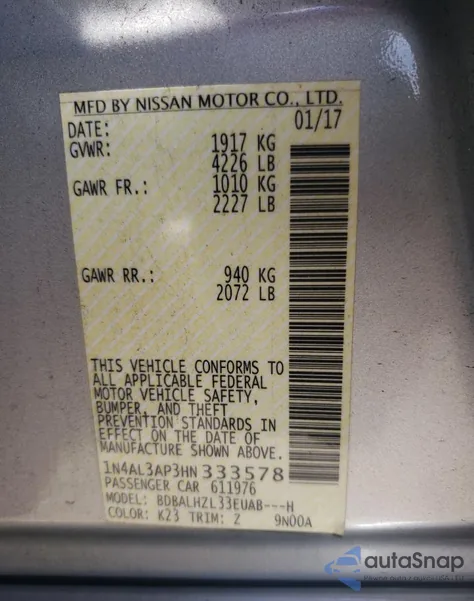 MFD BY NISSAN MOTOR CO., LTD.
DATE: 01/17
GVWR: 1917 KG
4226 LB
GAWR FR.: 1010 KG
2227 LB
GAWR RR.: 940 KG
2072 LB
THIS VEHICLE CONFORMS TO
ALL APPLICABLE FEDERAL
MOTOR VEHICLE SAFETY,
BUMPER, AND THEFT
PREVENTION STANDARDS IN
EFFECT ON THE DATE OF
MANUFACTURE SHOWN ABOVE.
1N4AL3AP3HN333578
PASSENGER CAR 611976
MODEL: BDBALHZL33EUAB---H
COLOR: K23 TRIM: Z 9N00A
autoSnap